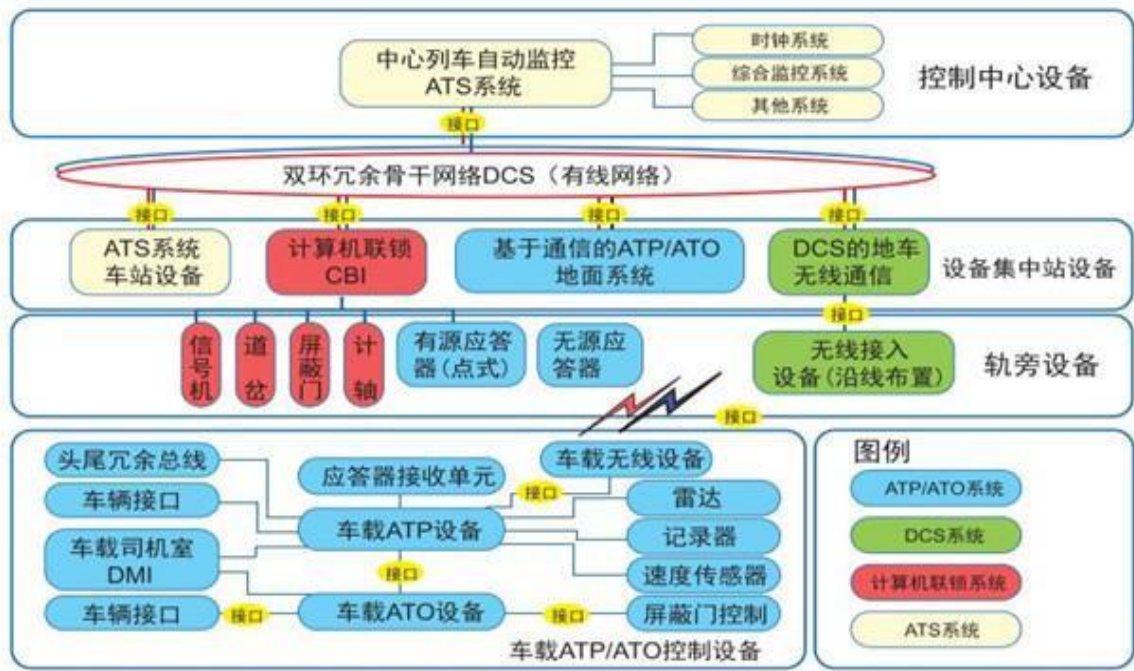 中心列车自动监控
ATS系统
时钟系统
综合监控系统
其他系统
控制中心设备
接口
双环冗余骨干网络DCS（有线网络）
接口
接口
接口
接口
ATS系统
车站设备
计算机联锁
CBI
基于通信的ATP/ATO
地面系统
DCS的地车
无线通信
设备集中站设备
接口
信号机
道岔
屏蔽门
计轴
有源应答
器(点式)
无源应
答器
无线接入
设备(沿线布置)
轨旁设备
接口
头尾冗余总线
车辆接口
车载司机室
DMI
车辆接口
应答器接收单元
车载ATP设备
接口
接口
车载ATO设备
车载无线设备
接口
雷达
记录器
速度传感器
接口
屏蔽门控制
车载ATP/ATO控制设备
图例
ATP/ATO系统
DCS系统
计算机联锁系统
ATS系统